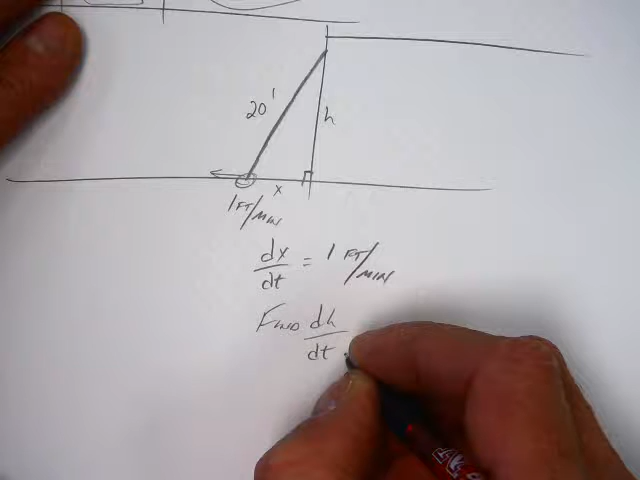 20'
h
x
1 FT/MIN
dx/dt = 1 FT/MIN
FIND dh/dt